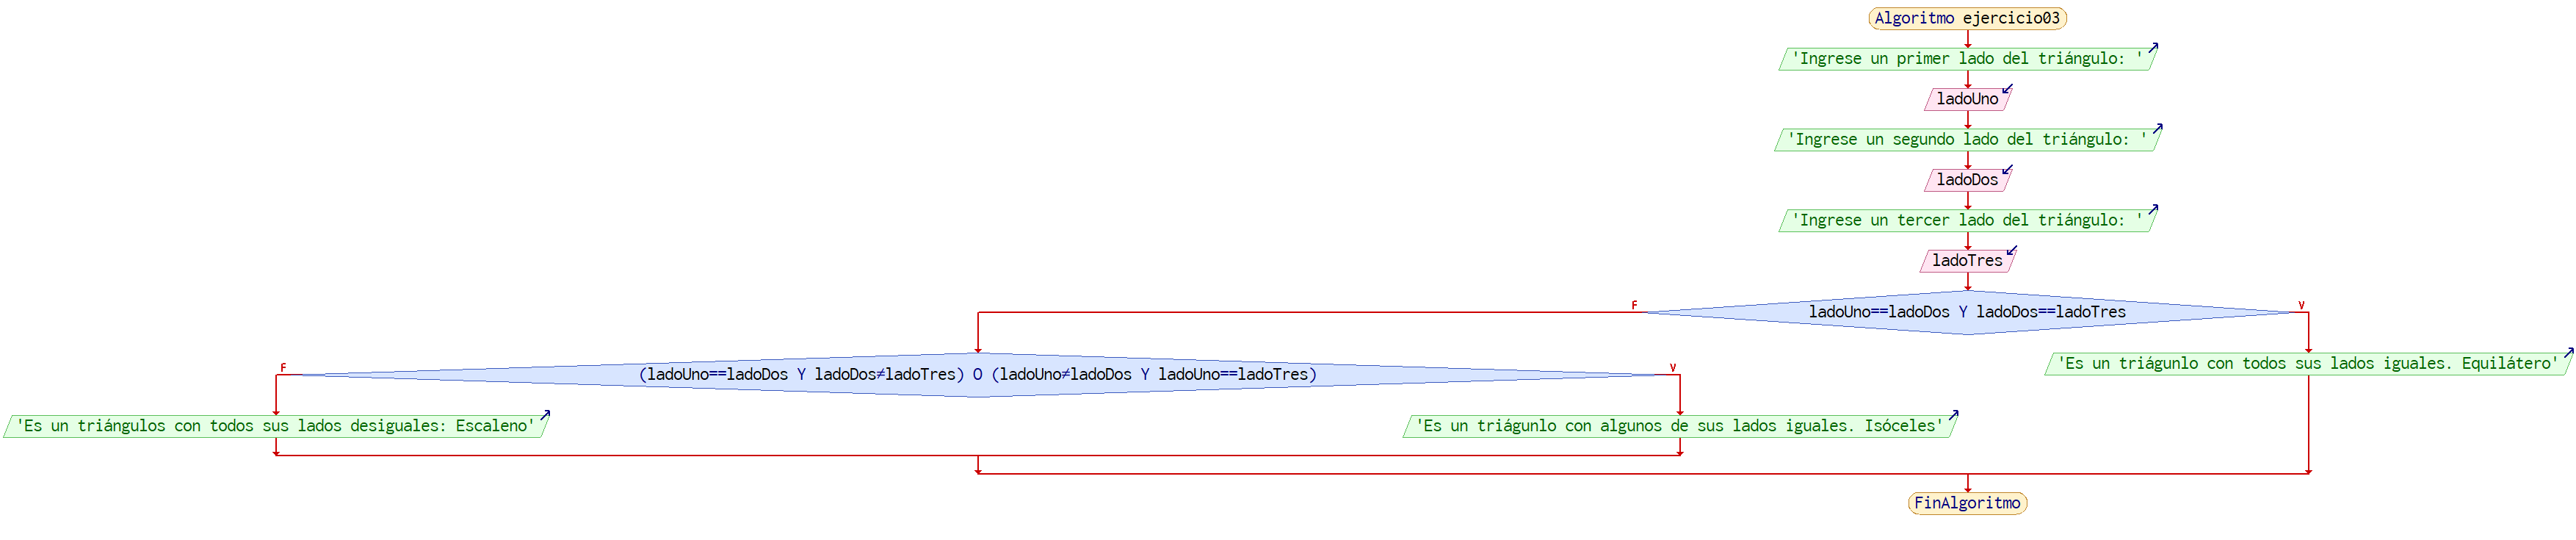 Algoritmo ejercicio03
'Ingrese un primer lado del triángulo: '
ladoUno
'Ingrese un segundo lado del triángulo: '
ladoDos
'Ingrese un tercer lado del triángulo: '
ladoTres
F
V
ladoUno==ladoDos Y ladoDos==ladoTres
F
V
(ladoUno==ladoDos Y ladoDos≠ladoTres) O (ladoUno≠ladoDos Y ladoUno==ladoTres)
'Es un triágunlo con todos sus lados iguales. Equilátero'
'Es un triángulos con todos sus lados desiguales: Escaleno'
'Es un triágunlo con algunos de sus lados iguales. Isóceles'
FinAlgoritmo